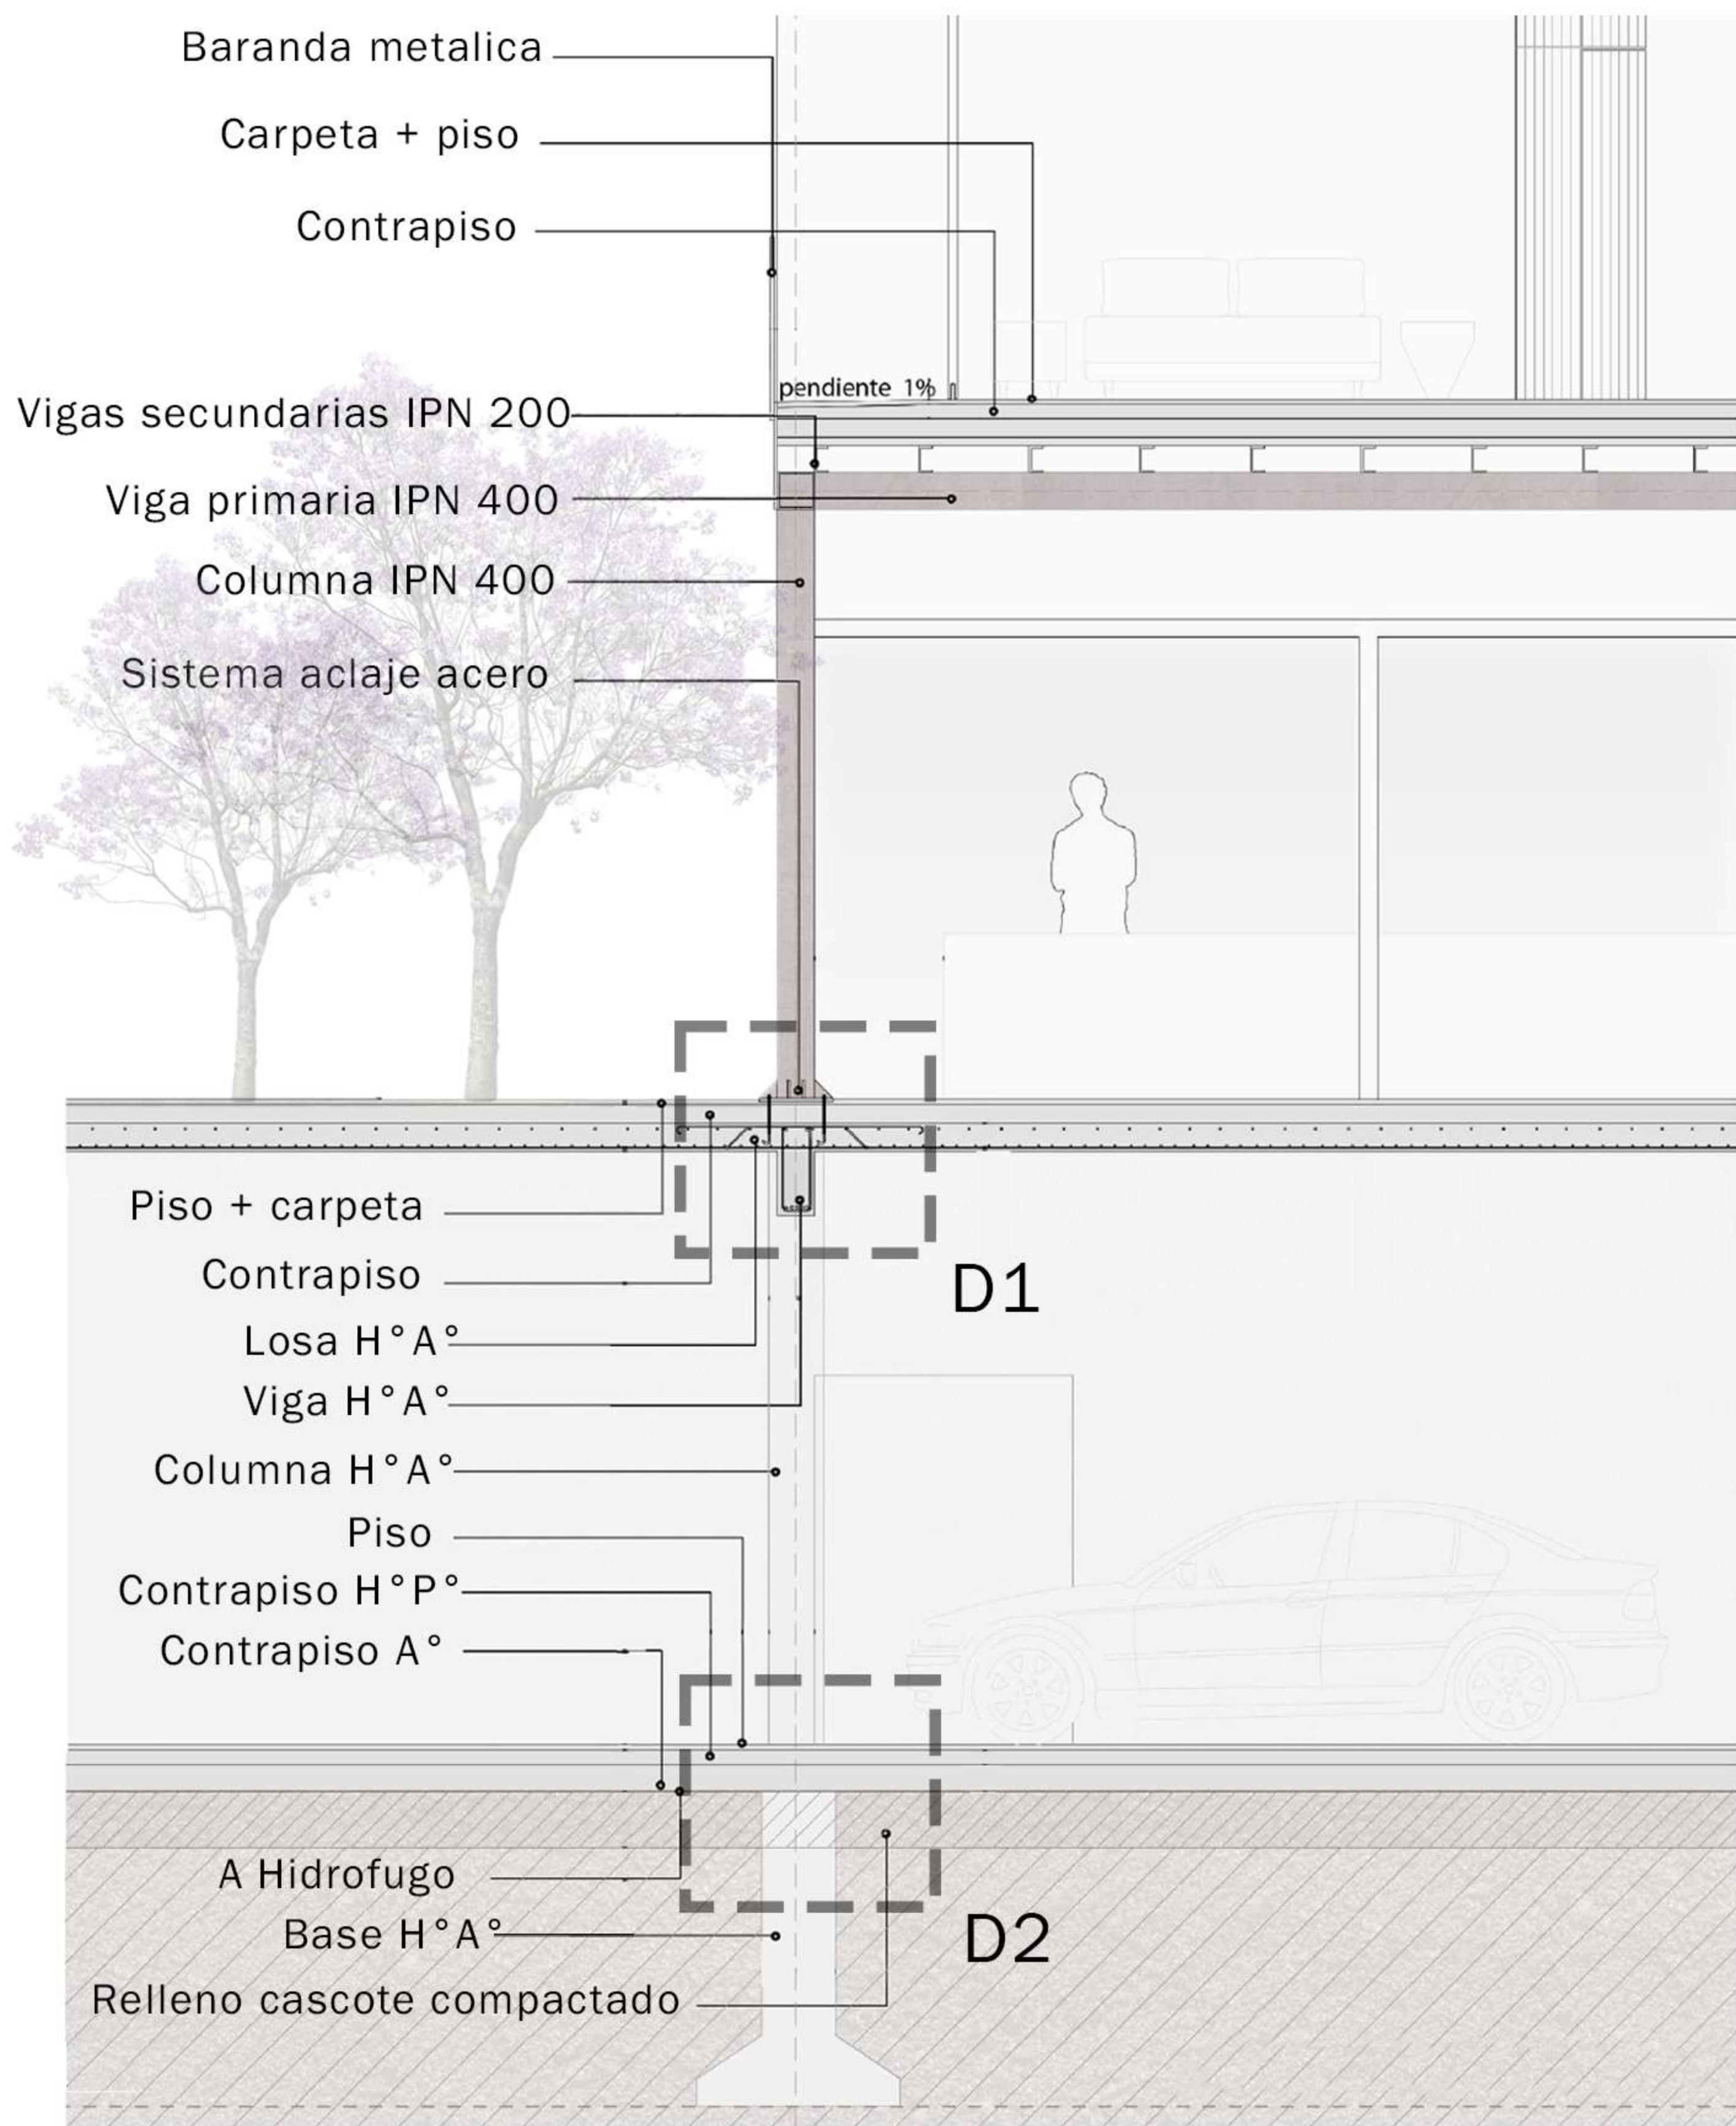 Baranda metalica
Carpeta + piso
Contrapiso
pendiente 1%
Vigas secundarias IPN 200
Viga primaria IPN 400
Columna IPN 400
Sistema aclaje acero
Piso + carpeta
Contrapiso
D1
Losa H°A°
Viga H°A°
Columna H°A°
Piso
Contrapiso H°P°
Contrapiso A°
A Hidrofugo
Base H°A°
D2
Relleno cascote compactado